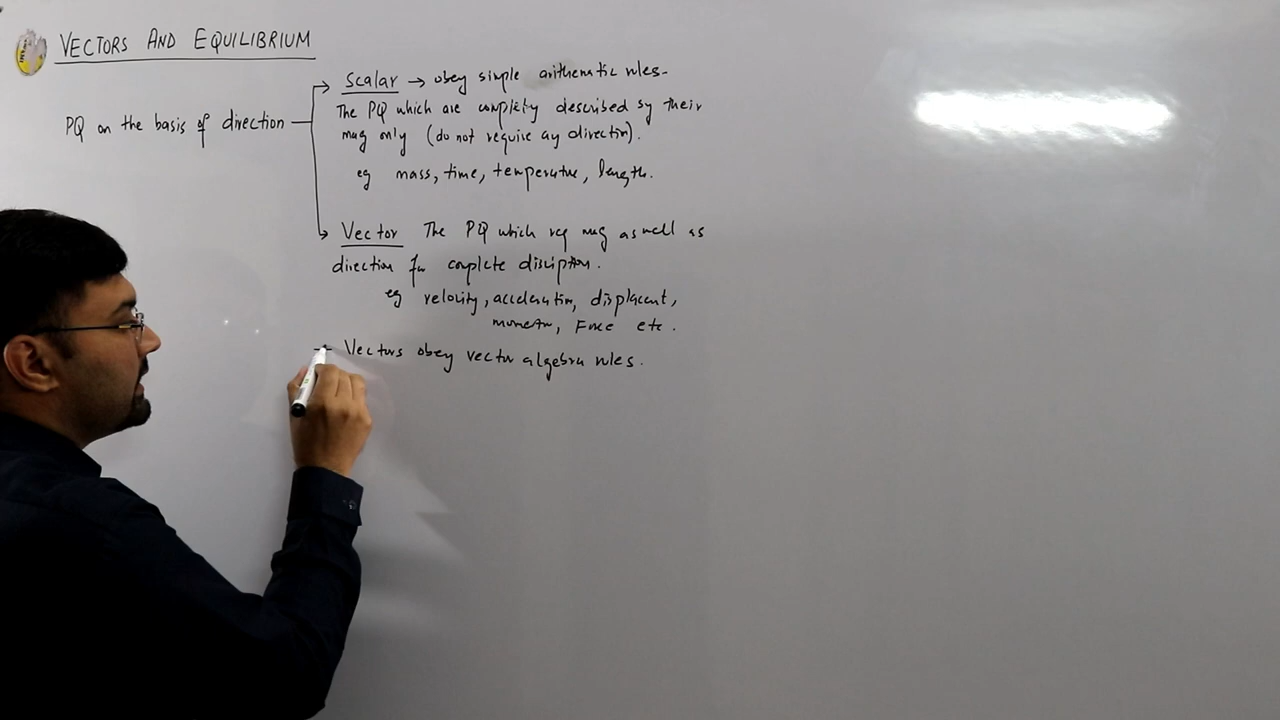 VECTORS AND EQUILIBRIUM
Scalar → obey simple arithematic rules.
PQ on the basis of direction
The PQ which are completely described by their
mag only (do not require any direction).
eg mass, time, temperature, length.
Vector The PQ which req mag as well as
direction for complete discription.
eg velocity, acceleration, displacent,
momentum, Force etc.
→ Vectors obey vector algebra rules.